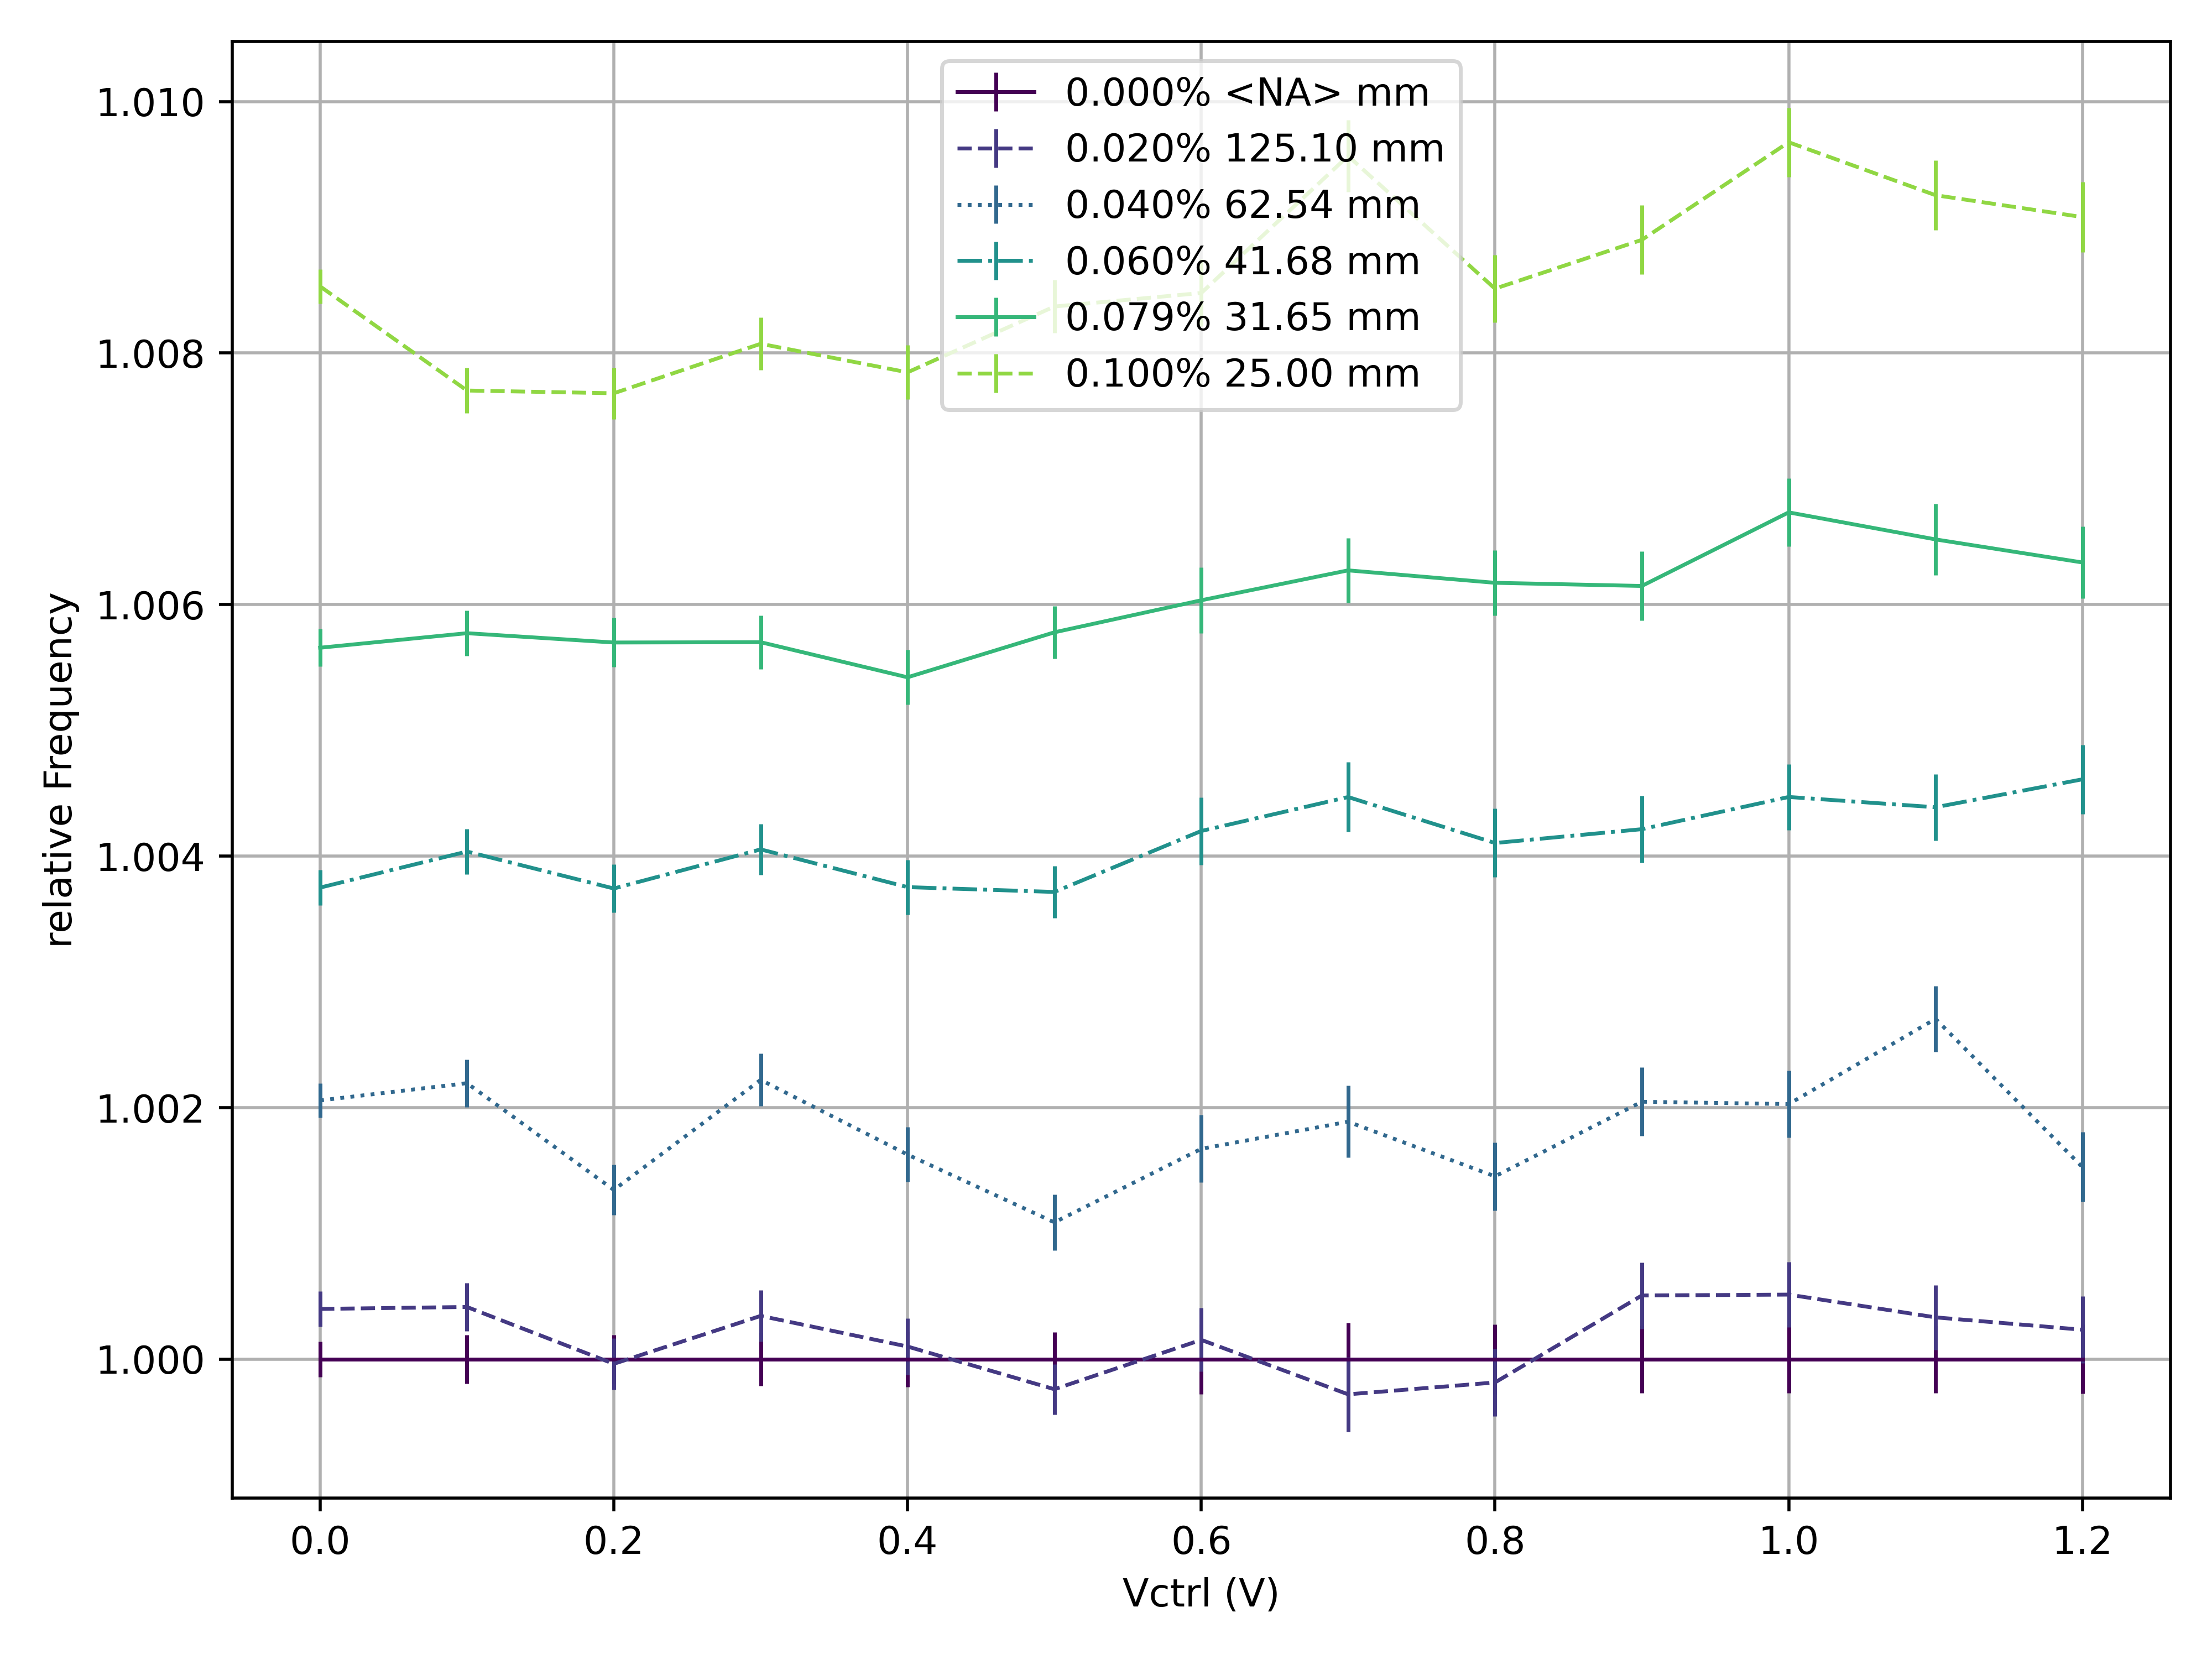 1.010
1.008
1.006
1.004
1.002
1.000
relative Frequency
0.000% <NA> mm
0.020% 125.10 mm
0.040% 62.54 mm
0.060% 41.68 mm
0.079% 31.65 mm
0.100% 25.00 mm
0.0 0.2 0.4 0.6 0.8 1.0 1.2
Vctrl (V)